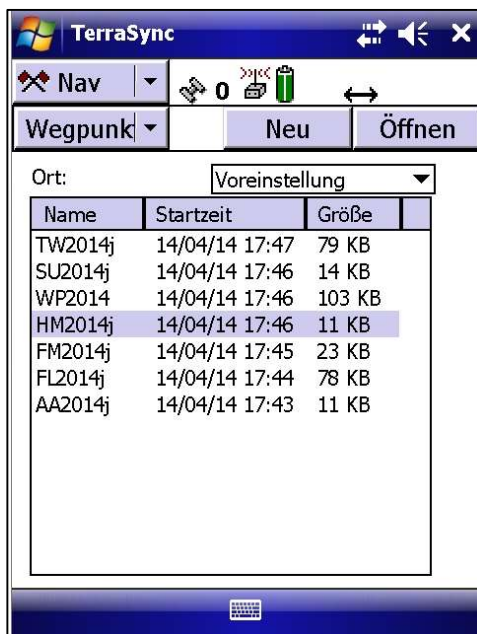 TerraSync
Nav 0
Wegpunk Neu Öffnen
Ort: Voreinstellung
Name Startzeit Größe
TW2014j 14/04/14 17:47 79 KB
SU2014j 14/04/14 17:46 14 KB
WP2014 14/04/14 17:46 103 KB
HM2014j 14/04/14 17:46 11 KB
FM2014j 14/04/14 17:45 23 KB
FL2014j 14/04/14 17:44 78 KB
AA2014j 14/04/14 17:43 11 KB